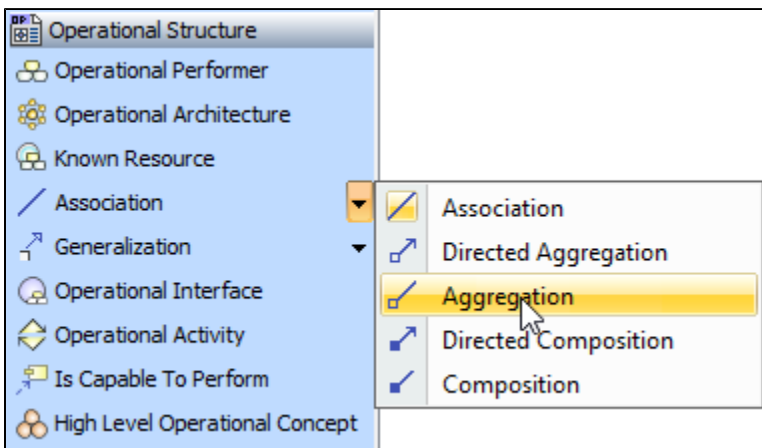 Operational Structure
Operational Performer
Operational Architecture
Known Resource
Association
Generalization
Operational Interface
Operational Activity
Is Capable To Perform
High Level Operational Concept
Association
Directed Aggregation
Aggregation
Directed Composition
Composition